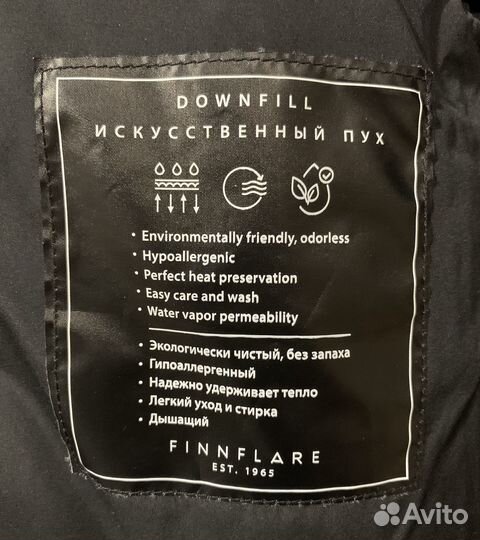 DOWNFILL
ИСКУССТВЕННЫЙ ПУХ
• Environmentally friendly, odorless
• Hypoallergenic
• Perfect heat preservation
• Easy care and wash
• Water vapor permeability
• Экологически чистый, без запаха
• Гипоаллергенный
• Надежно удерживает тепло
• Легкий уход и стирка
• Дышащий
FINNFLARE
EST. 1965
Avito